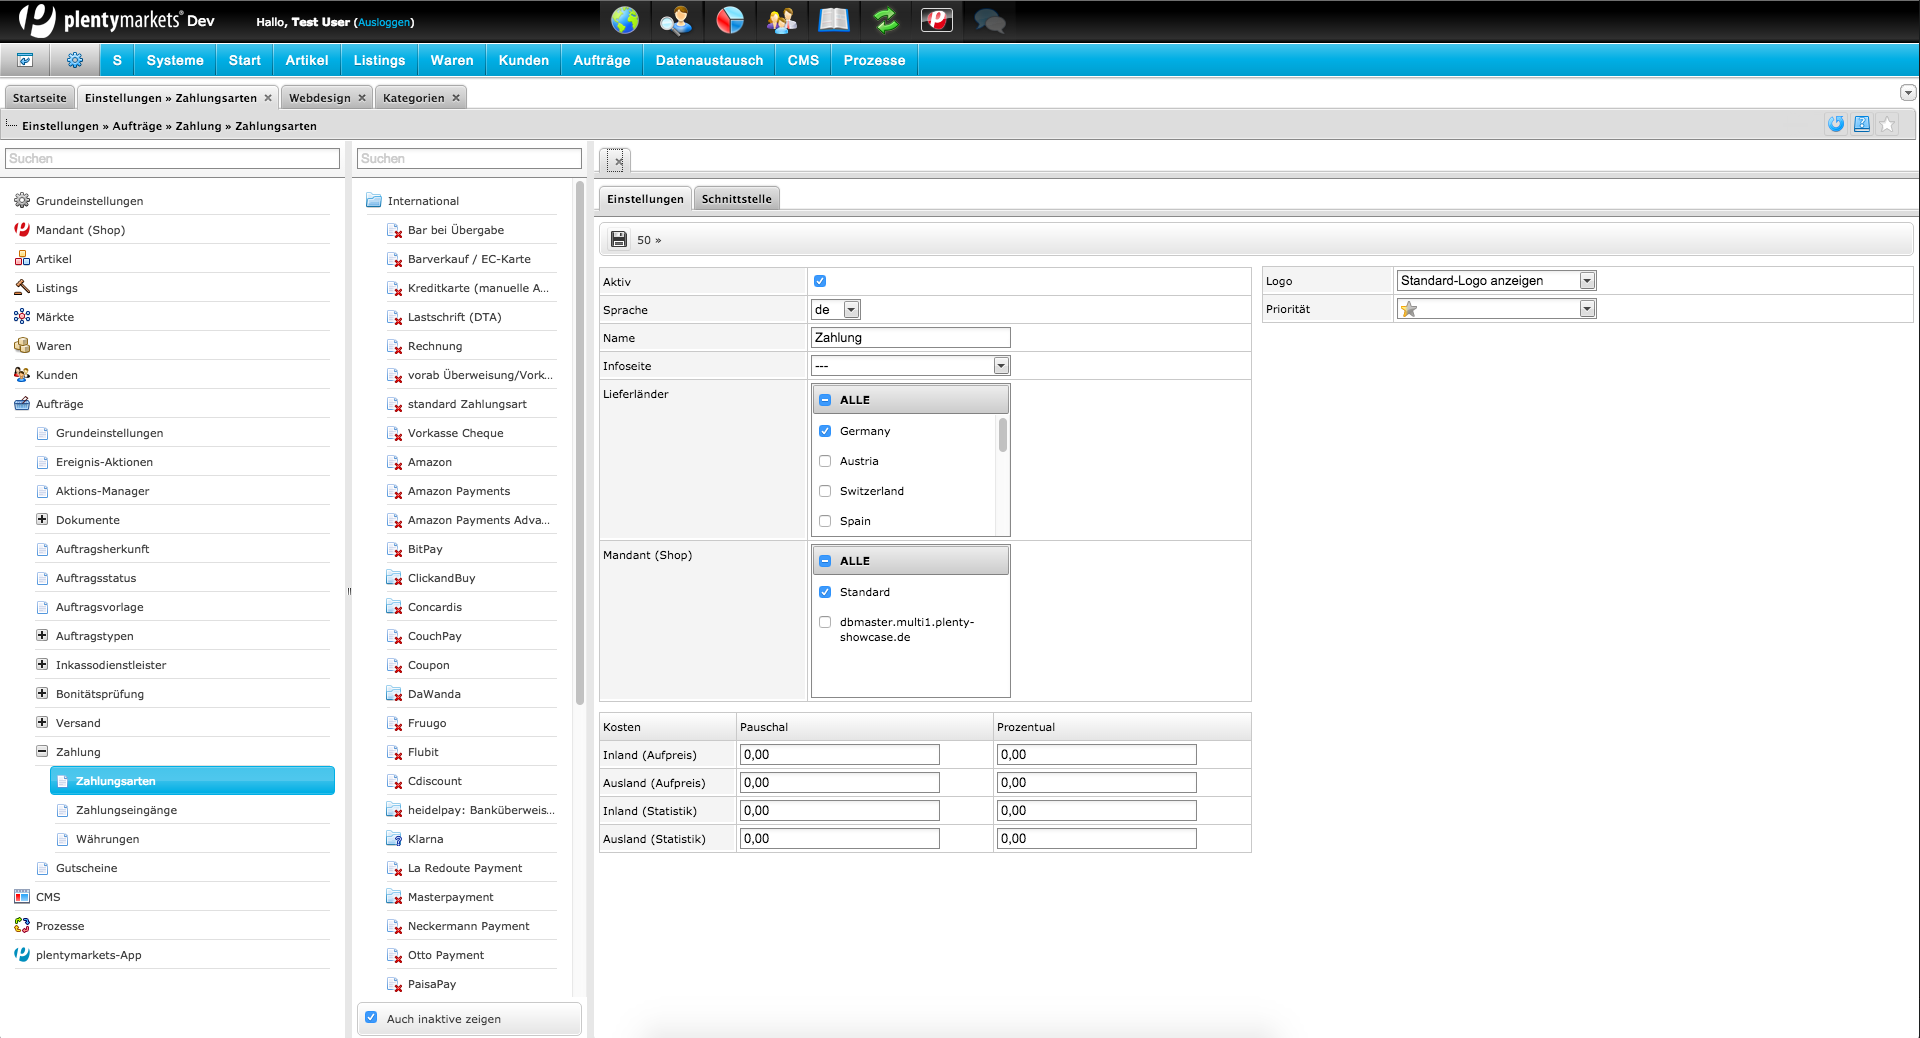 plentymarkets® Dev
Hallo, Test User (Ausloggen)
S
Systeme
Start
Artikel
Listings
Waren
Kunden
Aufträge
Datenaustausch
CMS
Prozesse
Startseite
Einstellungen » Zahlungsarten
Webdesign
Kategorien
Einstellungen » Aufträge » Zahlung » Zahlungsarten
Suchen
Grundeinstellungen
Mandant (Shop)
Artikel
Listings
Märkte
Waren
Kunden
Aufträge
Grundeinstellungen
Ereignis-Aktionen
Aktions-Manager
Dokumente
Auftragsherkunft
Auftragsstatus
Auftragsvorlage
Auftragstypen
Inkassodienstleister
Bonitätsprüfung
Versand
Zahlung
Zahlungsarten
Zahlungseingänge
Währungen
Gutscheine
CMS
Prozesse
plentymarkets-App
Suchen
International
Bar bei Übergabe
Barverkauf / EC-Karte
Kreditkarte (manuelle A...
Lastschrift (DTA)
Rechnung
vorab Überweisung/Vork...
standard Zahlungsart
Vorkasse Cheque
Amazon
Amazon Payments
Amazon Payments Adva...
BitPay
ClickandBuy
Concardis
CouchPay
Coupon
DaWanda
Fruugo
Flubit
Cdiscount
heidelpay: Banküberweis...
Klarna
La Redoute Payment
Masterpayment
Neckermann Payment
Otto Payment
PaisaPay
Auch inaktive zeigen
Einstellungen
Schnittstelle
50 »
Aktiv
Sprache
de
Name
Zahlung
Infoseite
---
Lieferländer
ALLE
Germany
Austria
Switzerland
Spain
Mandant (Shop)
ALLE
Standard
dbmaster.multi1.plenty-
showcase.de
Logo
Standard-Logo anzeigen
Priorität
Kosten Pauschal Prozentual
Inland (Aufpreis) 0,00 0,00
Ausland (Aufpreis) 0,00 0,00
Inland (Statistik) 0,00 0,00
Ausland (Statistik) 0,00 0,00